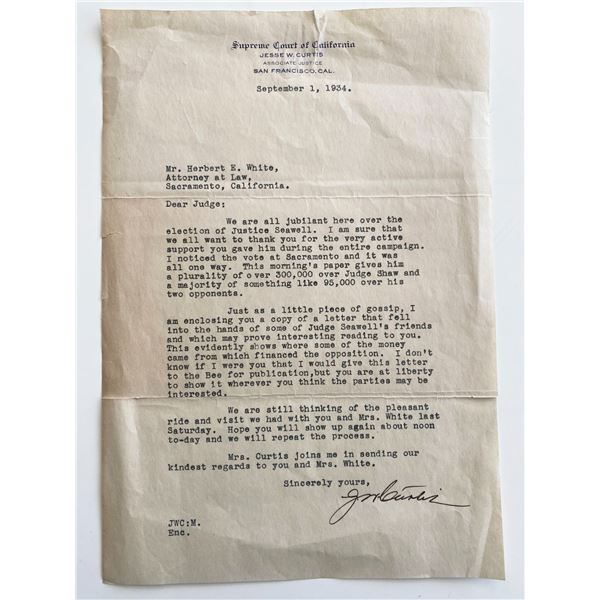 Supreme Court of California
JESSE W. CURTIS
ASSOCIATE JUSTICE
SAN FRANCISCO, CAL.
September 1, 1934.
Mr. Herbert E. White,
Attorney at Law,
Sacramento, California.
Dear Judge:
We are all jubilant here over the
election of Justice Seawell. I am sure that
we all want to thank you for the very active
support you gave him during the entire campaign.
I noticed the vote at Sacramento and it was
all one way. This morning's paper gives him
a plurality of over 300,000 over Judge Shaw and
a majority of something like 95,000 over his
two opponents.
Just as a little piece of gossip, I
am enclosing you a copy of a letter that fell
into the hands of some of Judge Seawell's friends
and which may prove interesting reading to you.
This evidently shows where some of the money
came from which financed the opposition. I don't
know if I were you that I would give this letter
to the Bee for publication,but you are at liberty
to show it wherever you think the parties may be
interested.
We are still thinking of the pleasant
ride and visit we had with you and Mrs. White last
Saturday. Hope you will show up again about noon
to-day and we will repeat the process.
Mrs. Curtis joins me in sending our
kindest regards to you and Mrs. White.
Sincerely yours,
JW Curtis
JWC:M.
Enc.